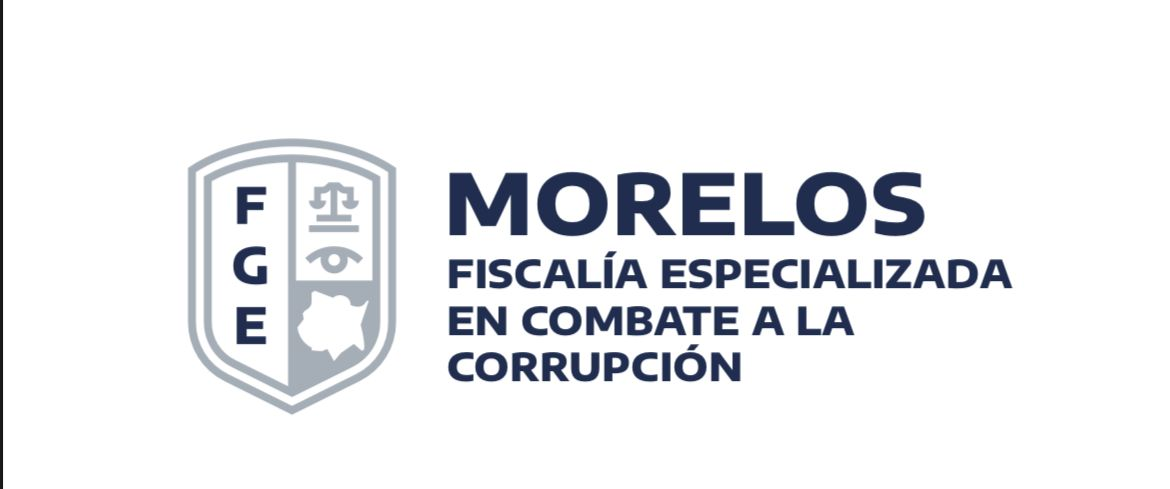 F
G
E
MORELOS
FISCALÍA ESPECIALIZADA
EN COMBATE A LA
CORRUPCIÓN